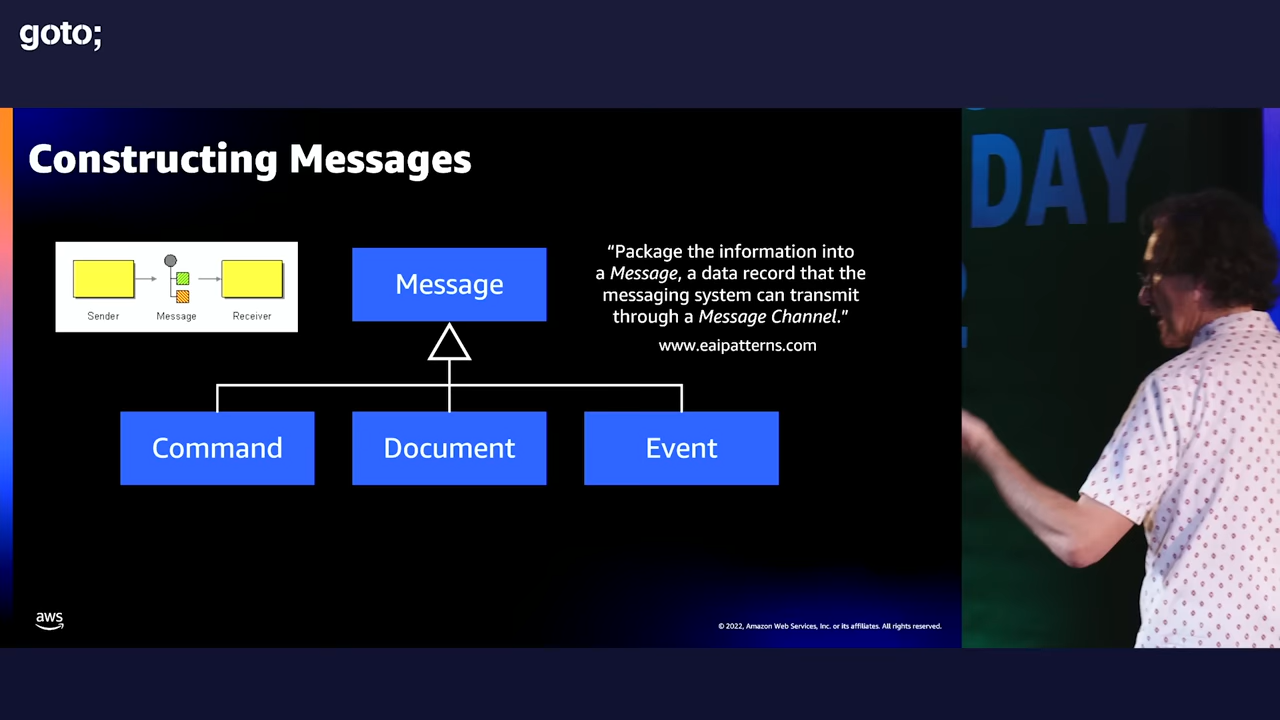 goto;
Constructing Messages
Sender
Message
Receiver
Message
"Package the information into
a Message, a data record that the
messaging system can transmit
through a Message Channel."
www.eaipatterns.com
Command
Document
Event
aws
© 2022, Amazon Web Services, Inc. or its affiliates. All rights reserved.
DAY